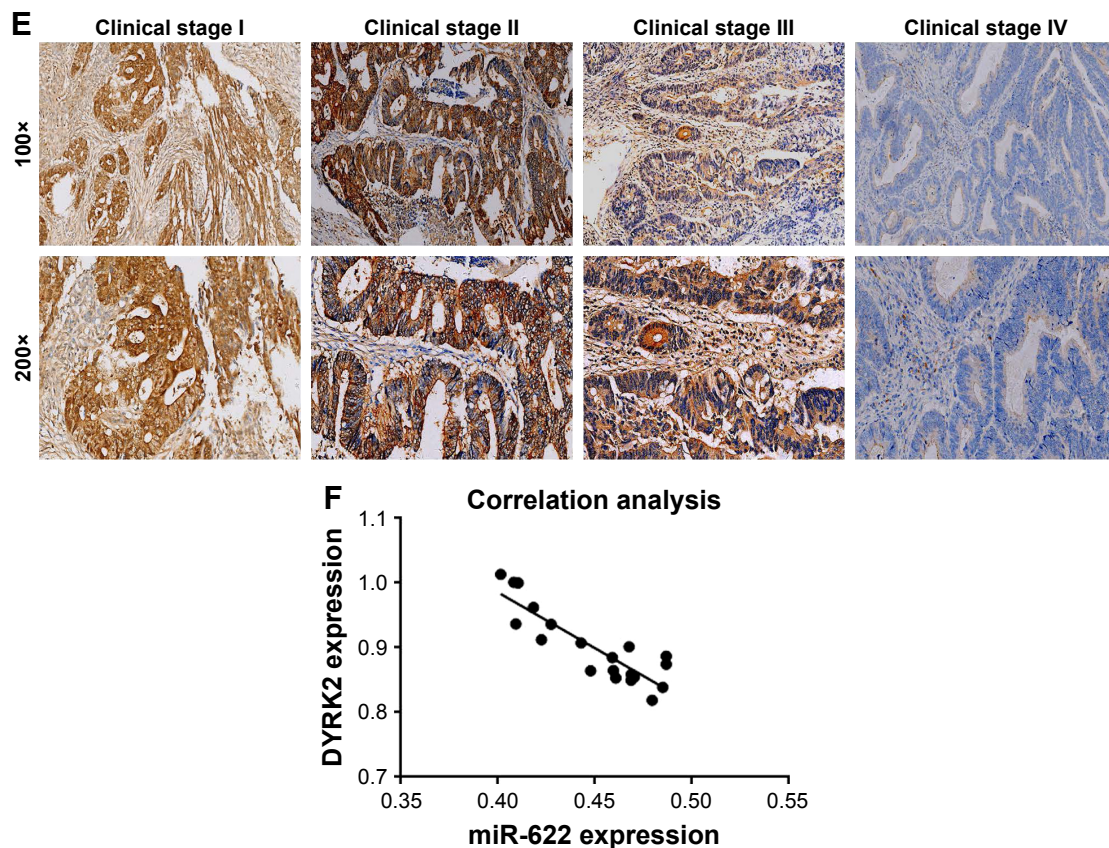 E
Clinical stage I
Clinical stage II
Clinical stage III
Clinical stage IV
100×
200×
F
Correlation analysis
DYRK2 expression
1.1
1.0
0.9
0.8
0.7
0.35
0.40
0.45
0.50
0.55
miR-622 expression